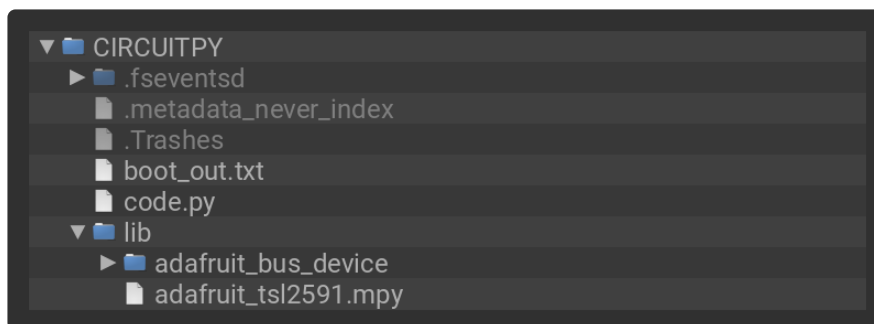 CIRCUITPY
.fseventsd
.metadata_never_index
.Trashes
boot_out.txt
code.py
lib
adafruit_bus_device
adafruit_tsl2591.mpy